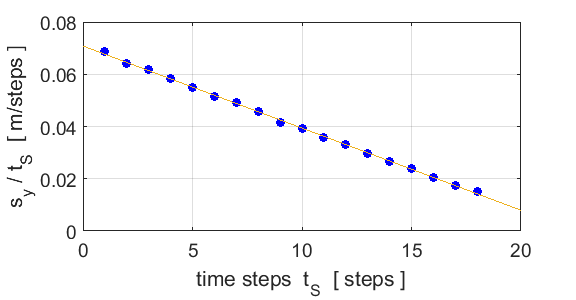 0.08
0.06
0.04
0.02
0
s_y / t_S [ m/steps ]
0 5 10 15 20
time steps t_S [ steps ]